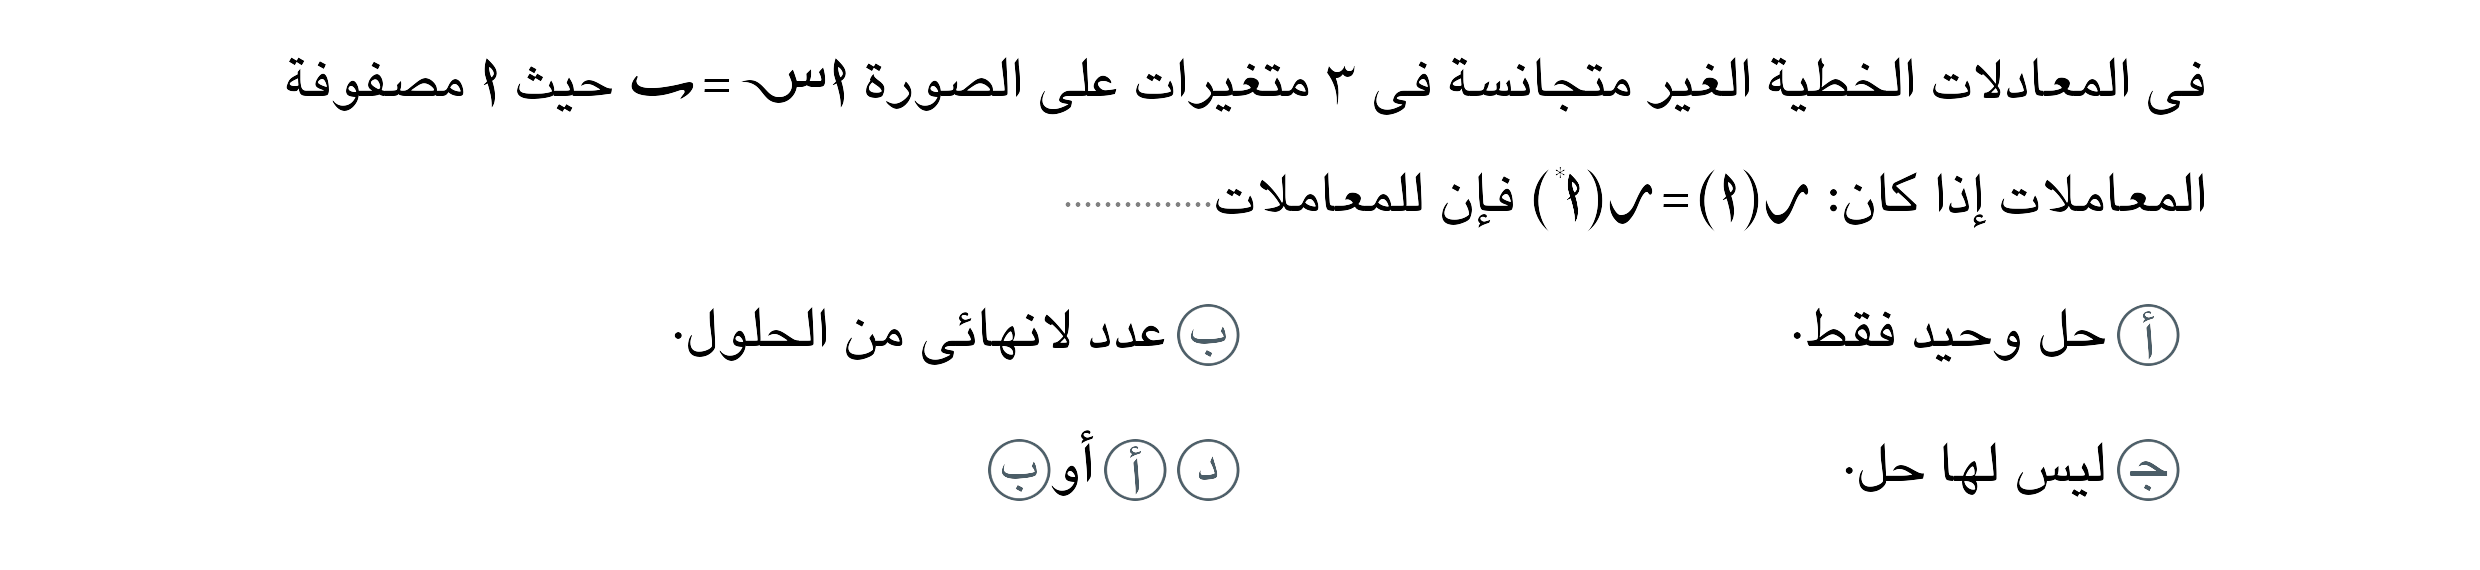 فى المعادلات الخطية الغير متجانسة فى ٣ متغيرات على الصورة ‏أ س = ب حيث أ مصفوفة
المعاملات إذا كان: ر(أ) = ر(أ*) فإن للمعاملات ...............
أ حل وحيد فقط. ب عدد لانهائى من الحلول.
ج ليس لها حل. د أ أو ب